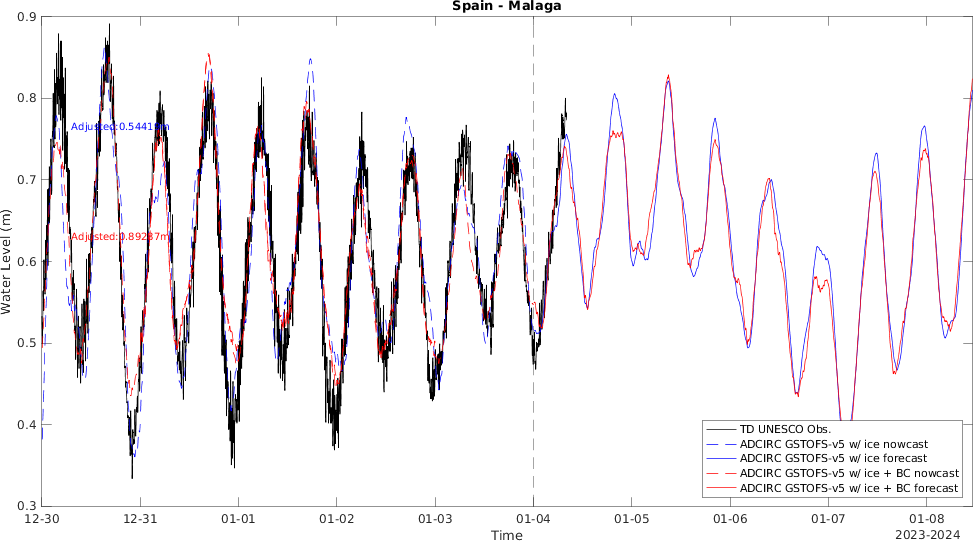 Spain - Malaga
0.9
0.8
0.7
0.6
0.5
0.4
0.3
Water Level (m)
Adjusted:0.5441
Adjusted:0.89287m
TD UNESCO Obs.
ADCIRC GSTOFS-v5 w/ ice nowcast
ADCIRC GSTOFS-v5 w/ ice forecast
ADCIRC GSTOFS-v5 w/ ice + BC nowcast
ADCIRC GSTOFS-v5 w/ ice + BC forecast
12-30 12-31 01-01 01-02 01-03 01-04 01-05 01-06 01-07 01-08
Time
2023-2024